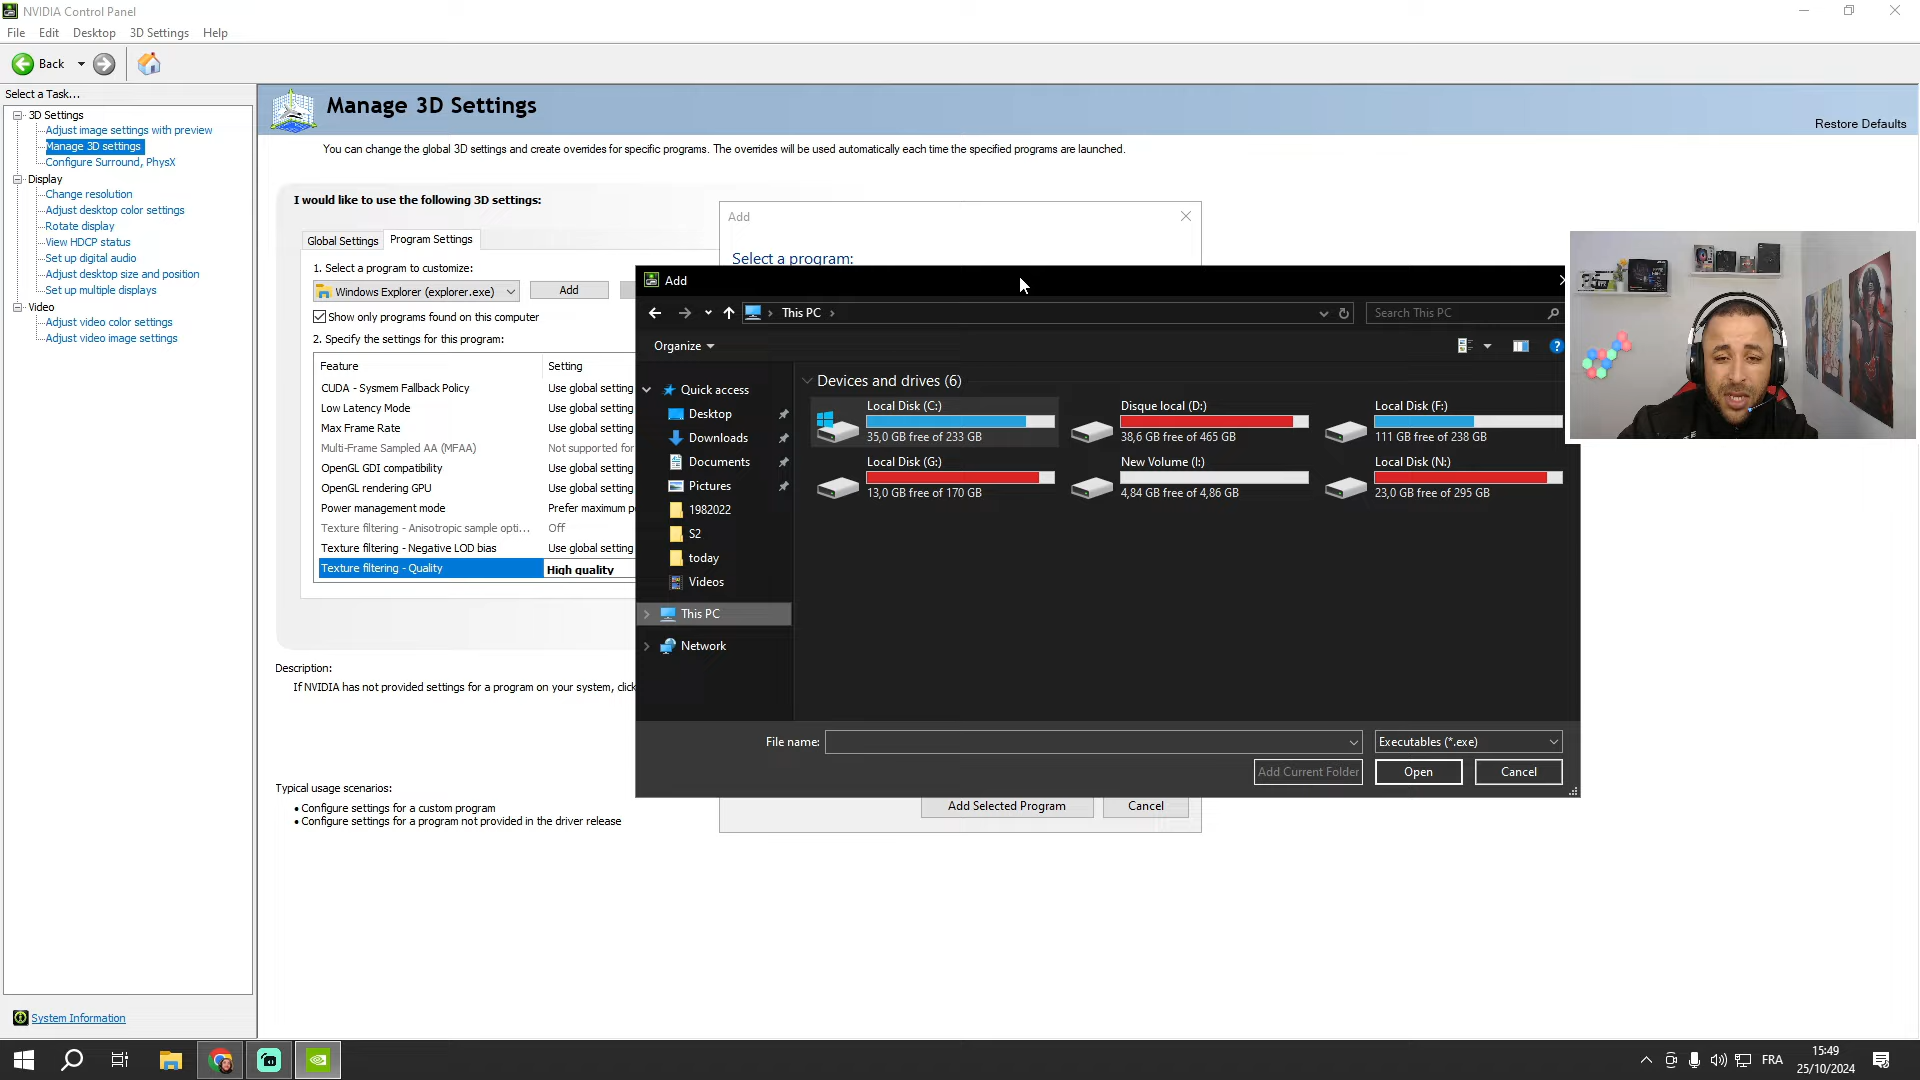 NVIDIA Control Panel
File Edit Desktop 3D Settings Help
Back
Select a Task...
3D Settings
Adjust image settings with preview
Manage 3D settings
Configure Surround, PhysX
Display
Change resolution
Adjust desktop color settings
Rotate display
View HDCP status
Set up digital audio
Adjust desktop size and position
Set up multiple displays
Video
Adjust video color settings
Adjust video image settings
System Information
Manage 3D Settings
Restore Defaults
You can change the global 3D settings and create overrides for specific programs. The overrides will be used automatically each time the specified programs are launched.
I would like to use the following 3D settings:
Global Settings Program Settings
1. Select a program to customize:
Windows Explorer (explorer.exe) Add
Show only programs found on this computer
2. Specify the settings for this program:
Feature Setting
CUDA - Sysmem Fallback Policy Use global setting
Low Latency Mode Use global setting
Max Frame Rate Use global setting
Multi-Frame Sampled AA (MFAA) Not supported for
OpenGL GDI compatibility Use global setting
OpenGL rendering GPU Use global setting
Power management mode Prefer maximum p
Texture filtering - Anisotropic sample opti... Off
Texture filtering - Negative LOD bias Use global setting
Texture filtering - Quality High quality
Description:
If NVIDIA has not provided settings for a program on your system, click
Typical usage scenarios:
• Configure settings for a custom program
• Configure settings for a program not provided in the driver release
Add
Select a program:
Add Selected Program Cancel
Add
This PC
Search This PC
Organize
Quick access
Desktop
Downloads
Documents
Pictures
1982022
S2
today
Videos
This PC
Network
Devices and drives (6)
Local Disk (C:)
35,0 GB free of 233 GB
Disque local (D:)
38,6 GB free of 465 GB
Local Disk (F:)
111 GB free of 238 GB
Local Disk (G:)
13,0 GB free of 170 GB
New Volume (I:)
4,84 GB free of 4,86 GB
Local Disk (N:)
23,0 GB free of 295 GB
File name:
Executables (*.exe)
Add Current Folder Open Cancel
FRA
15:49
25/10/2024